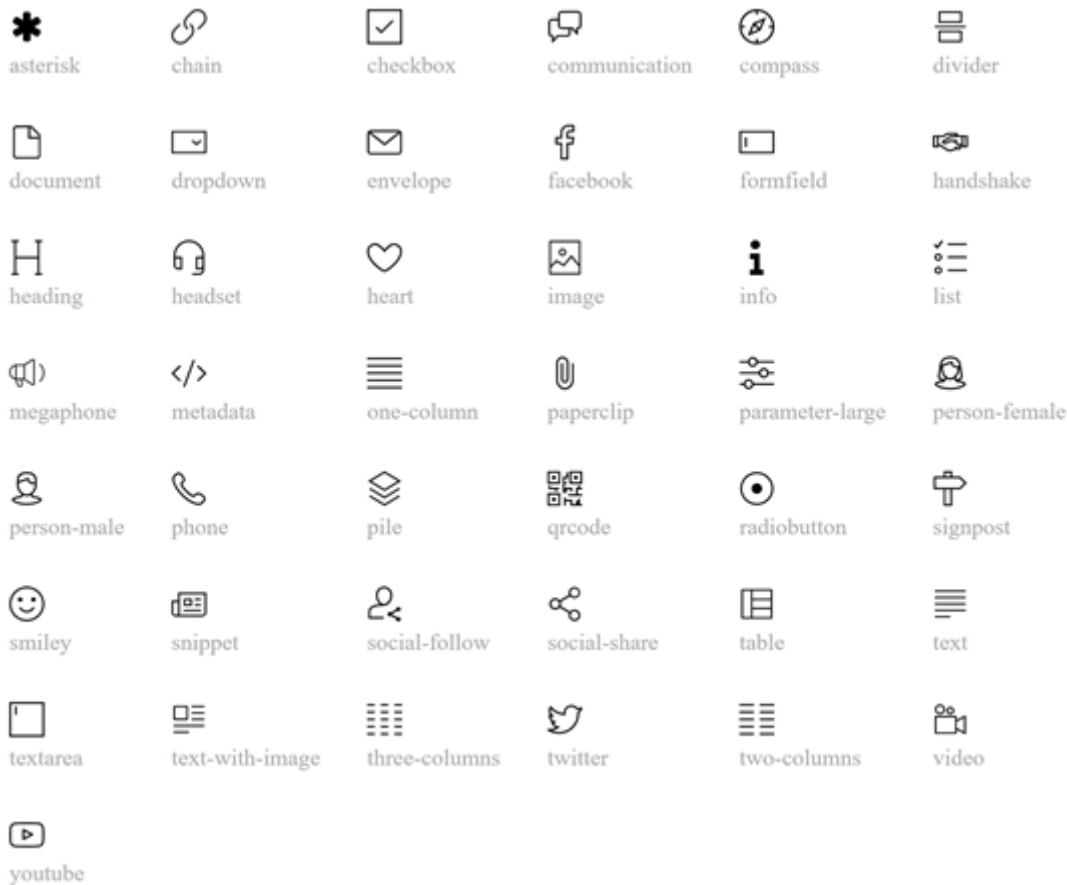 asterisk chain checkbox communication compass divider
document dropdown envelope facebook formfield handshake
heading headset heart image info list
megaphone metadata one-column paperclip parameter-large person-female
person-male phone pile qrcode radiobutton signpost
smiley snippet social-follow social-share table text
textarea text-with-image three-columns twitter two-columns video
youtube